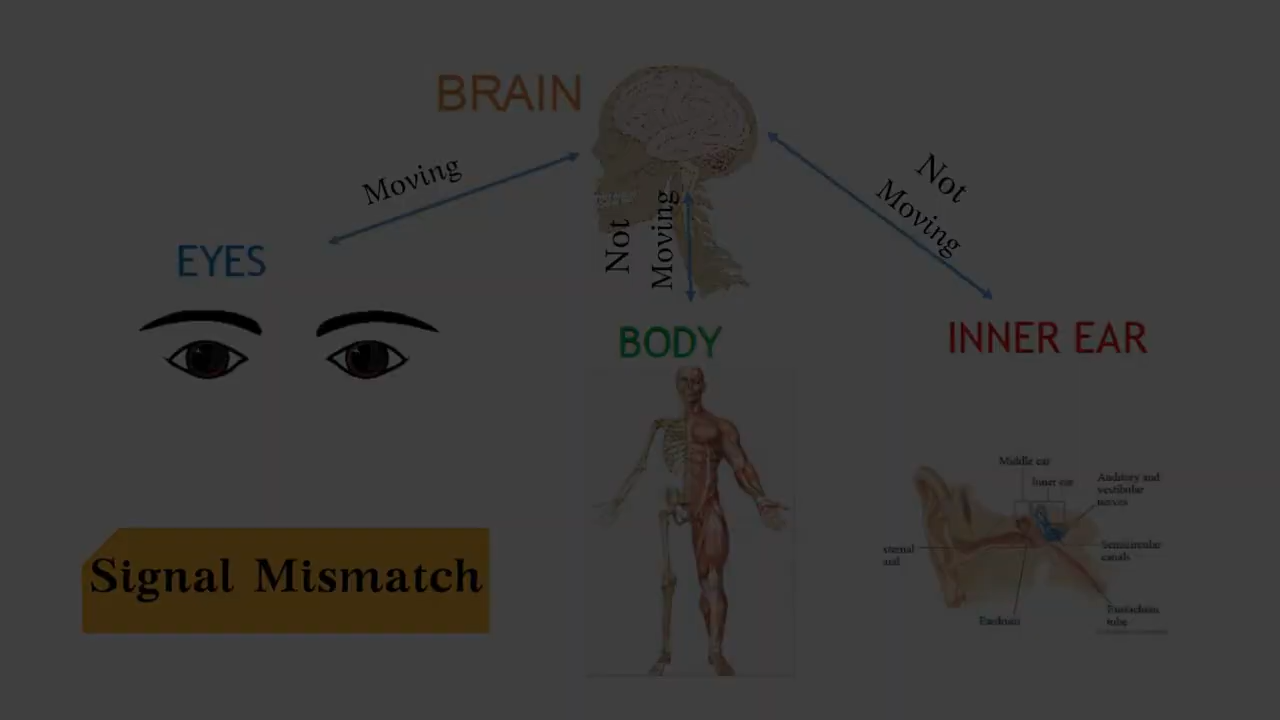 BRAIN
Moving
Not
Moving
Not
Moving
EYES
BODY
INNER EAR
Middle ear
Inner ear
Auditory and
vestibular
nerves
Semicircular
canals
Eustachian
tube
Eardrum
Signal Mismatch